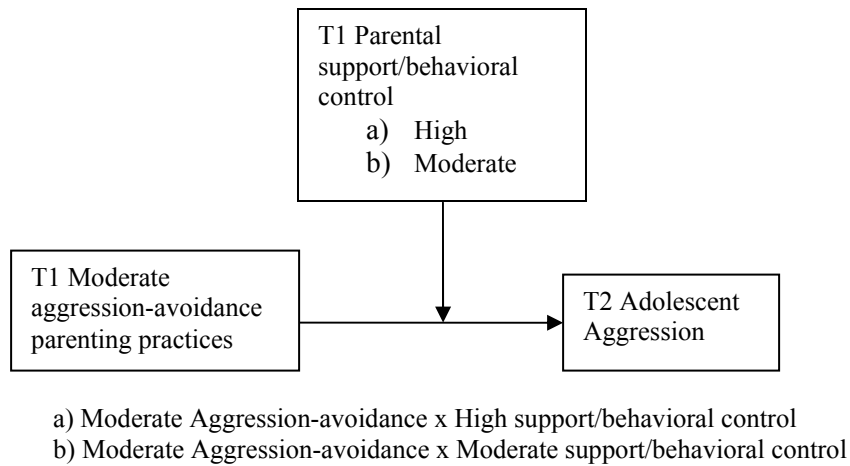 T1 Parental
support/behavioral
control
a) High
b) Moderate
T1 Moderate
aggression-avoidance
parenting practices
T2 Adolescent
Aggression
a) Moderate Aggression-avoidance x High support/behavioral control
b) Moderate Aggression-avoidance x Moderate support/behavioral control